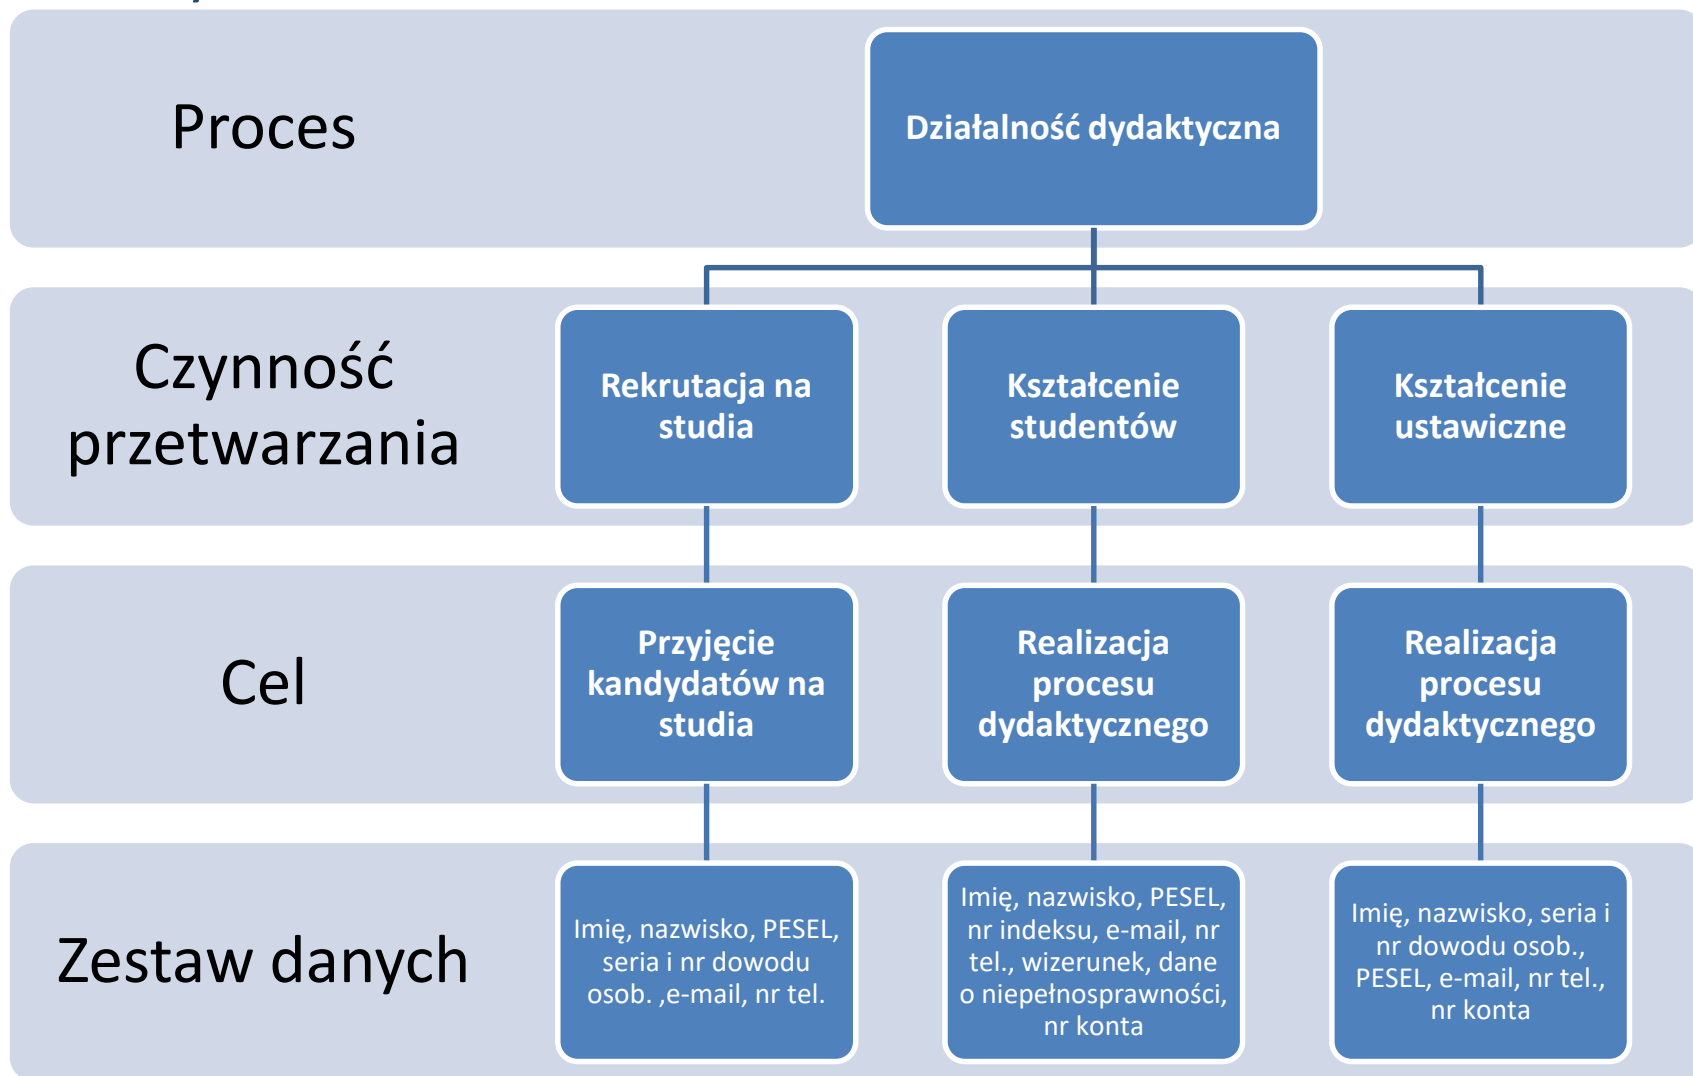 Proces
Działalność dydaktyczna
Czynność
przetwarzania
Rekrutacja na
studia
Kształcenie
studentów
Kształcenie
ustawiczne
Cel
Przyjęcie
kandydatów na
studia
Realizacja
procesu
dydaktycznego
Realizacja
procesu
dydaktycznego
Zestaw danych
Imię, nazwisko, PESEL,
seria i nr dowodu
osob. ,e-mail, nr tel.
Imię, nazwisko, PESEL,
nr indeksu, e-mail, nr
tel., wizerunek, dane
o niepełnosprawności,
nr konta
Imię, nazwisko, seria i
nr dowodu osob.,
PESEL, e-mail, nr tel.,
nr konta